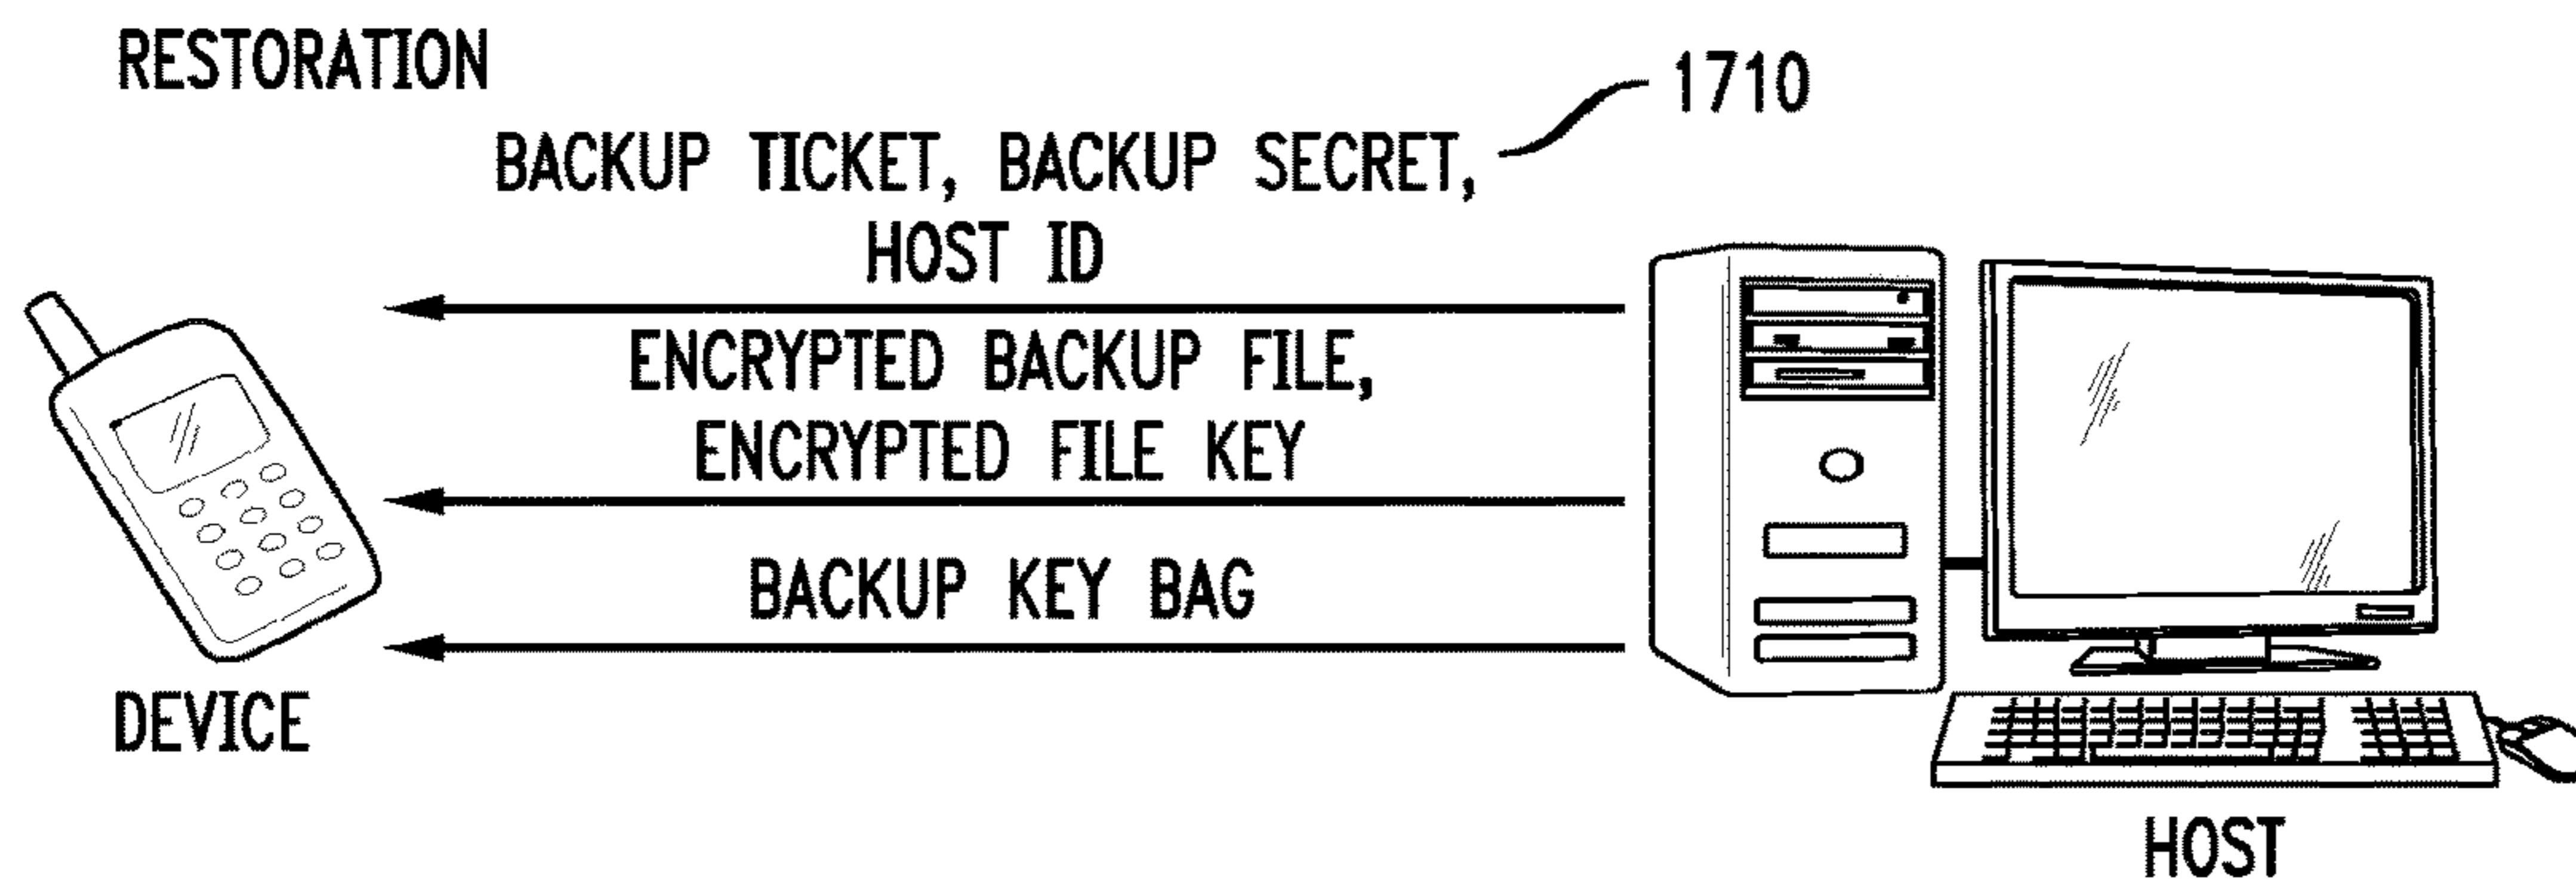 RESTORATION
1710
BACKUP TICKET, BACKUP SECRET,
HOST ID
ENCRYPTED BACKUP FILE,
ENCRYPTED FILE KEY
BACKUP KEY BAG
DEVICE
HOST